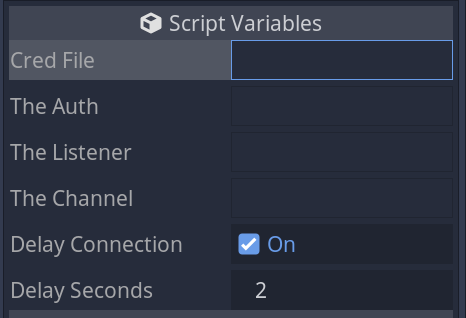 Script Variables
Cred File
The Auth
The Listener
The Channel
Delay Connection On
Delay Seconds 2